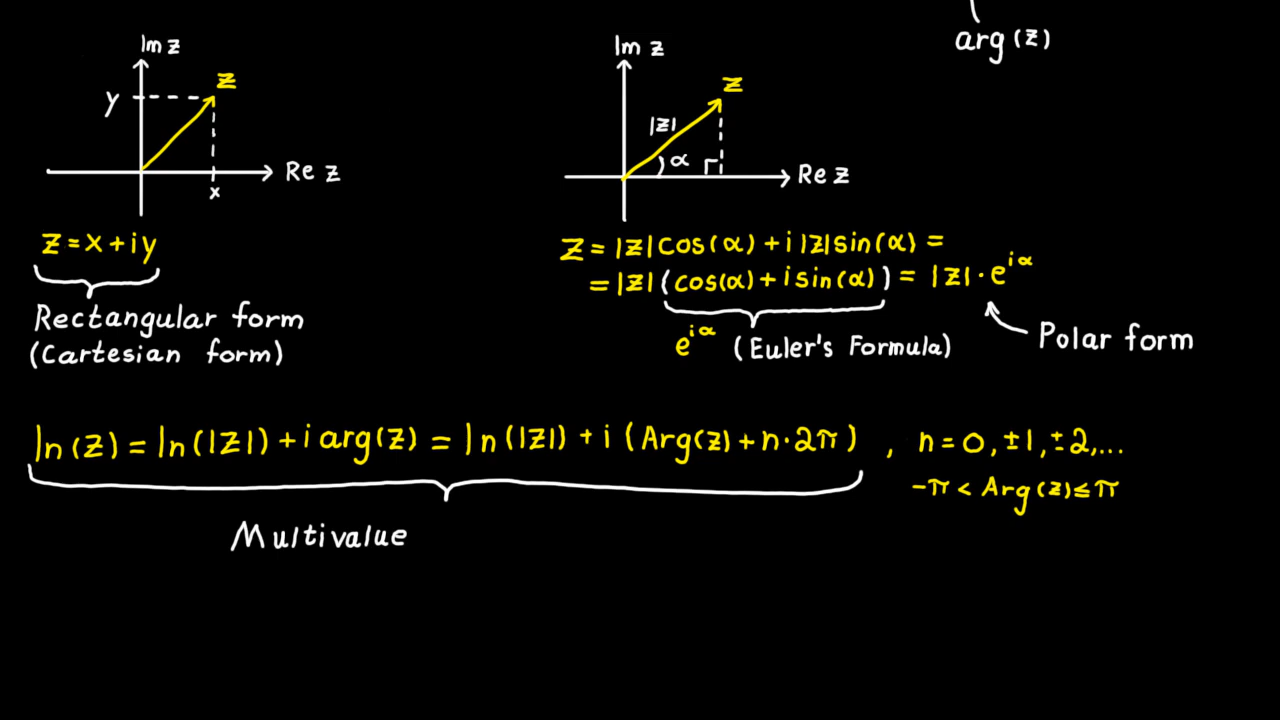 arg(z)
Im z
z
y
Re z
x
Im z
z
|z|
α
Re z
z = x + iy
Rectangular form
(Cartesian form)
z = |z|cos(α) + i|z|sin(α) =
= |z|(cos(α) + i sin(α)) = |z| · e^{iα}
e^{iα} (Euler's Formula)
Polar form
ln(z) = ln(|z|) + i arg(z) = ln(|z|) + i (Arg(z) + n·2π) , n = 0, ±1, ±2,...
-π < Arg(z) ≤ π
Multivalue